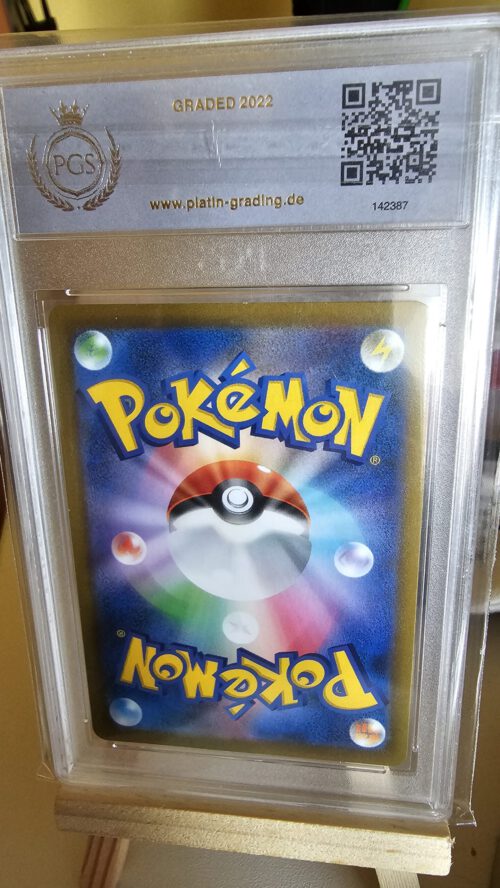 PGS
GRADED 2022
www.platin-grading.de
142387
POKéMON
®
POKéMON
®